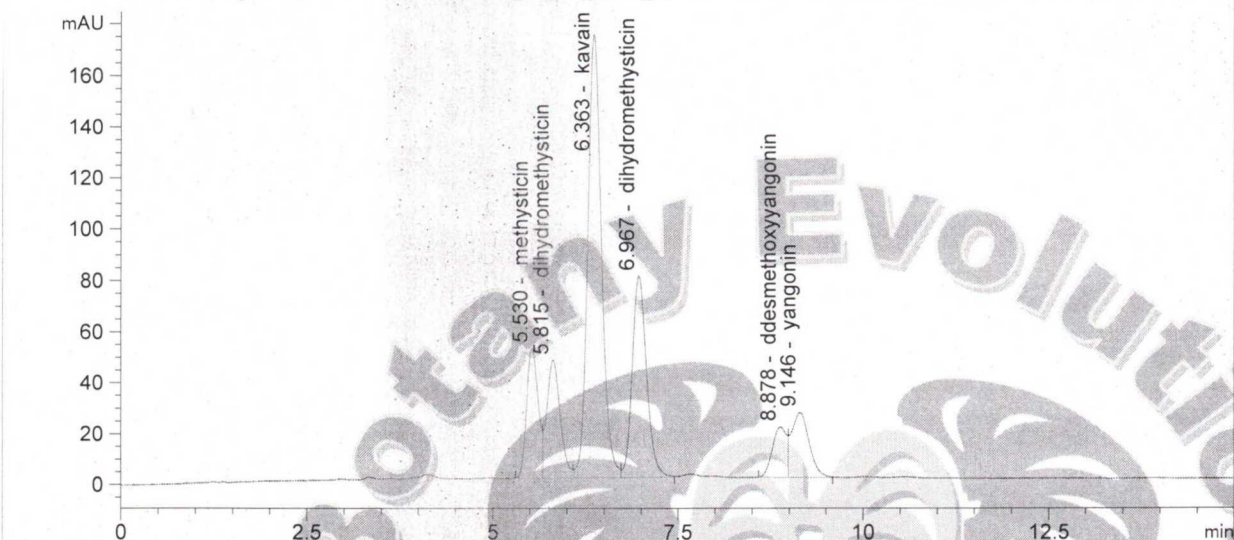 mAU
160
140
120
100
80
60
40
20
0
5.530 - methysticin
5.815 - dihydromethysticin
6.363 - kavain
6.967 - dihydromethysticin
8.878 - ddesmethoxyyangonin
9.146 - yangonin
0
2.5
5
7.5
10
12.5
min
otany Evolutio